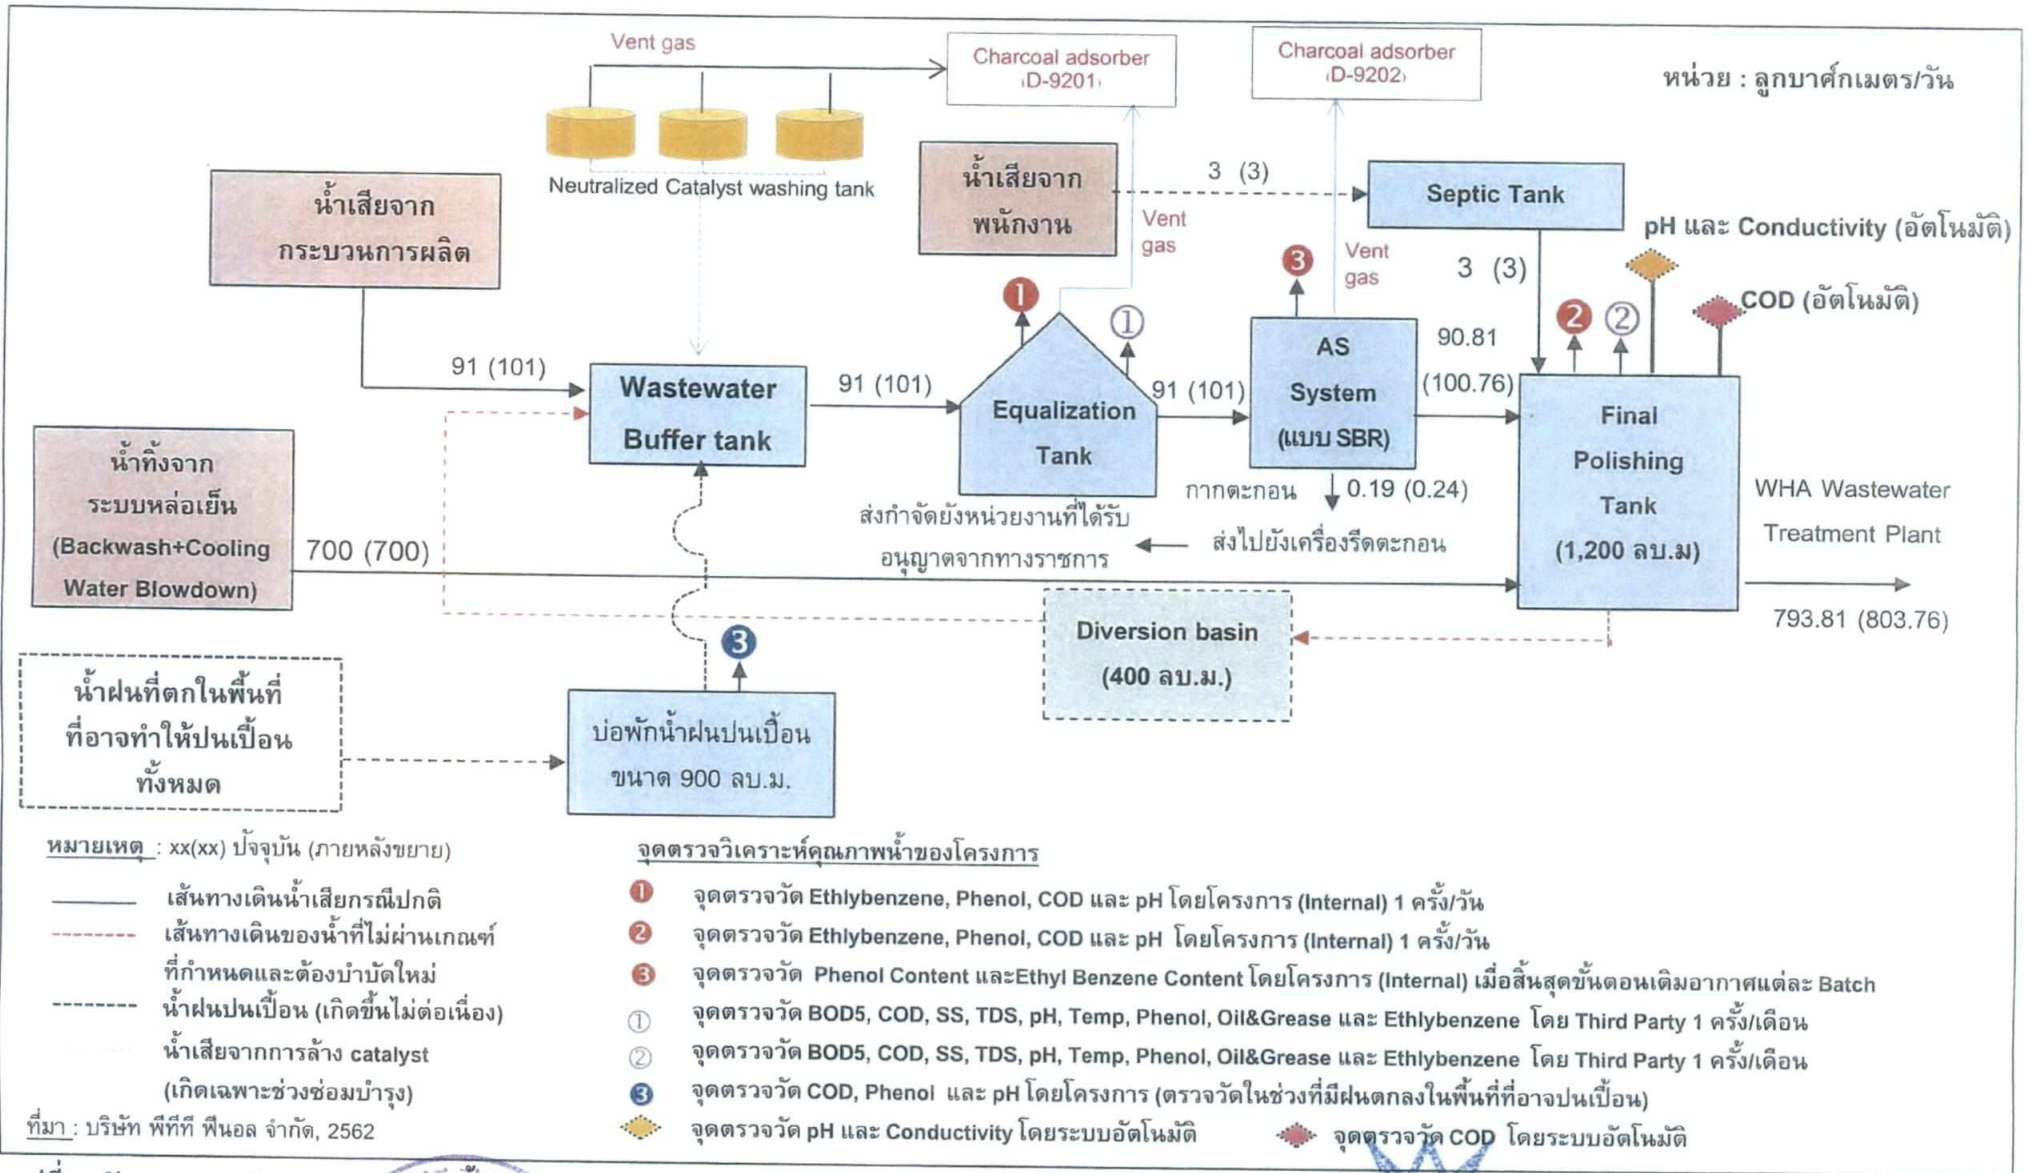 Vent gas
Charcoal adsorber
(D-9201)
Charcoal adsorber
(D-9202)
หน่วย : ลูกบาศก์เมตร/วัน
Neutralized Catalyst washing tank
น้ำเสียจาก
กระบวนการผลิต
น้ำเสียจาก
พนักงาน
3 (3)
Septic Tank
Vent
gas
❸
Vent
gas
3 (3)
pH และ Conductivity (อัตโนมัติ)
COD (อัตโนมัติ)
❶
①
❷
②
91 (101)
Wastewater
Buffer tank
91 (101)
Equalization
Tank
91 (101)
AS
System
(แบบ SBR)
90.81
(100.76)
Final
Polishing
Tank
(1,200 ลบ.ม)
น้ำทิ้งจาก
ระบบหล่อเย็น
(Backwash+Cooling
Water Blowdown)
700 (700)
กากตะกอน
0.19 (0.24)
ส่งกำจัดยังหน่วยงานที่ได้รับ
อนุญาตจากทางราชการ
ส่งไปยังเครื่องรีดตะกอน
WHA Wastewater
Treatment Plant
793.81 (803.76)
Diversion basin
(400 ลบ.ม.)
❸
น้ำฝนที่ตกในพื้นที่
ที่อาจทำให้ปนเปื้อน
ทั้งหมด
บ่อพักน้ำฝนปนเปื้อน
ขนาด 900 ลบ.ม.
หมายเหตุ : xx(xx) ปัจจุบัน (ภายหลังขยาย)
เส้นทางเดินน้ำเสียกรณีปกติ
เส้นทางเดินของน้ำที่ไม่ผ่านเกณฑ์
ที่กำหนดและต้องบำบัดใหม่
น้ำฝนปนเปื้อน (เกิดขึ้นไม่ต่อเนื่อง)
น้ำเสียจากการล้าง catalyst
(เกิดเฉพาะช่วงซ่อมบำรุง)
ที่มา : บริษัท พีทีที ฟีนอล จำกัด, 2562
จุดตรวจวิเคราะห์คุณภาพน้ำของโครงการ
❶ จุดตรวจวัด Ethlybenzene, Phenol, COD และ pH โดยโครงการ (Internal) 1 ครั้ง/วัน
❷ จุดตรวจวัด Ethlybenzene, Phenol, COD และ pH โดยโครงการ (Internal) 1 ครั้ง/วัน
❸ จุดตรวจวัด Phenol Content และEthyl Benzene Content โดยโครงการ (Internal) เมื่อสิ้นสุดขั้นตอนเติมอากาศแต่ละ Batch
① จุดตรวจวัด BOD5, COD, SS, TDS, pH, Temp, Phenol, Oil&Grease และ Ethlybenzene โดย Third Party 1 ครั้ง/เดือน
② จุดตรวจวัด BOD5, COD, SS, TDS, pH, Temp, Phenol, Oil&Grease และ Ethlybenzene โดย Third Party 1 ครั้ง/เดือน
❸ จุดตรวจวัด COD, Phenol และ pH โดยโครงการ (ตรวจวัดในช่วงที่มีฝนตกลงในพื้นที่ที่อาจปนเปื้อน)
จุดตรวจวัด pH และ Conductivity โดยระบบอัตโนมัติ
จุดตรวจวัด COD โดยระบบอัตโนมัติ